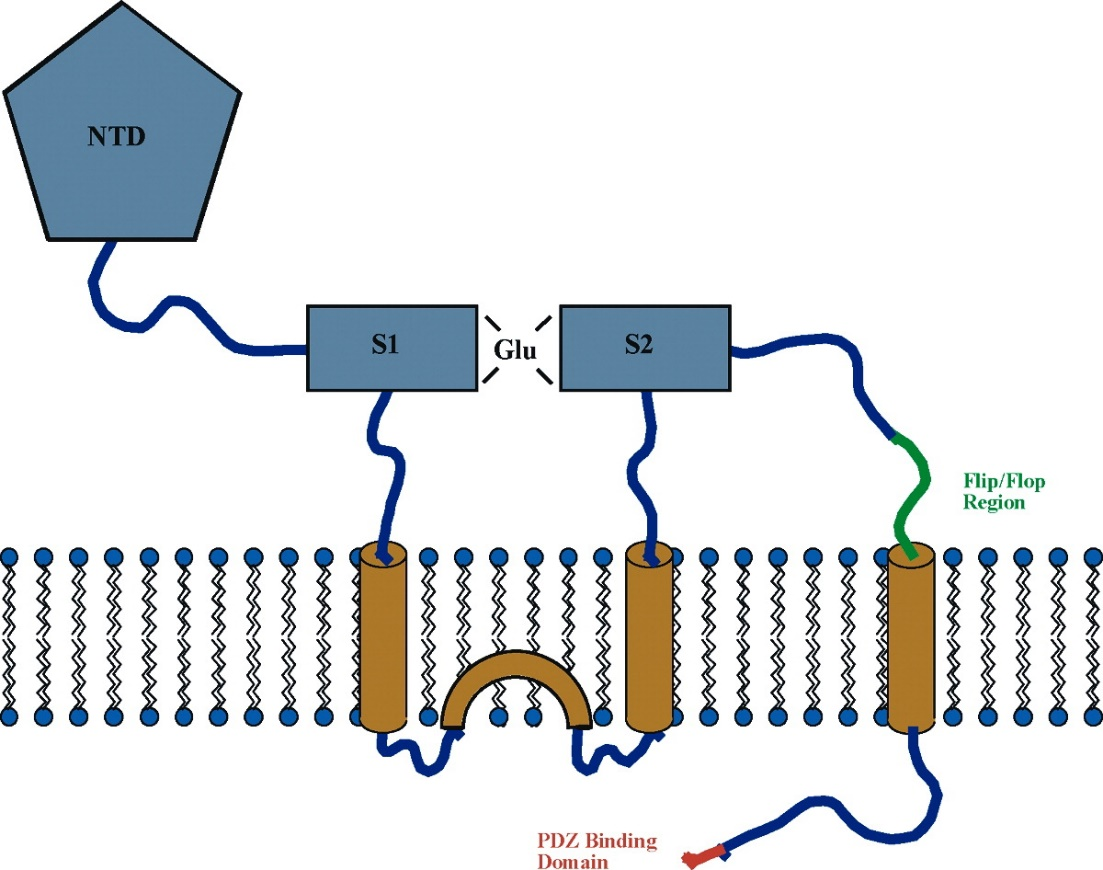 NTD
S1
Glu
S2
Flip/Flop
Region
PDZ Binding
Domain